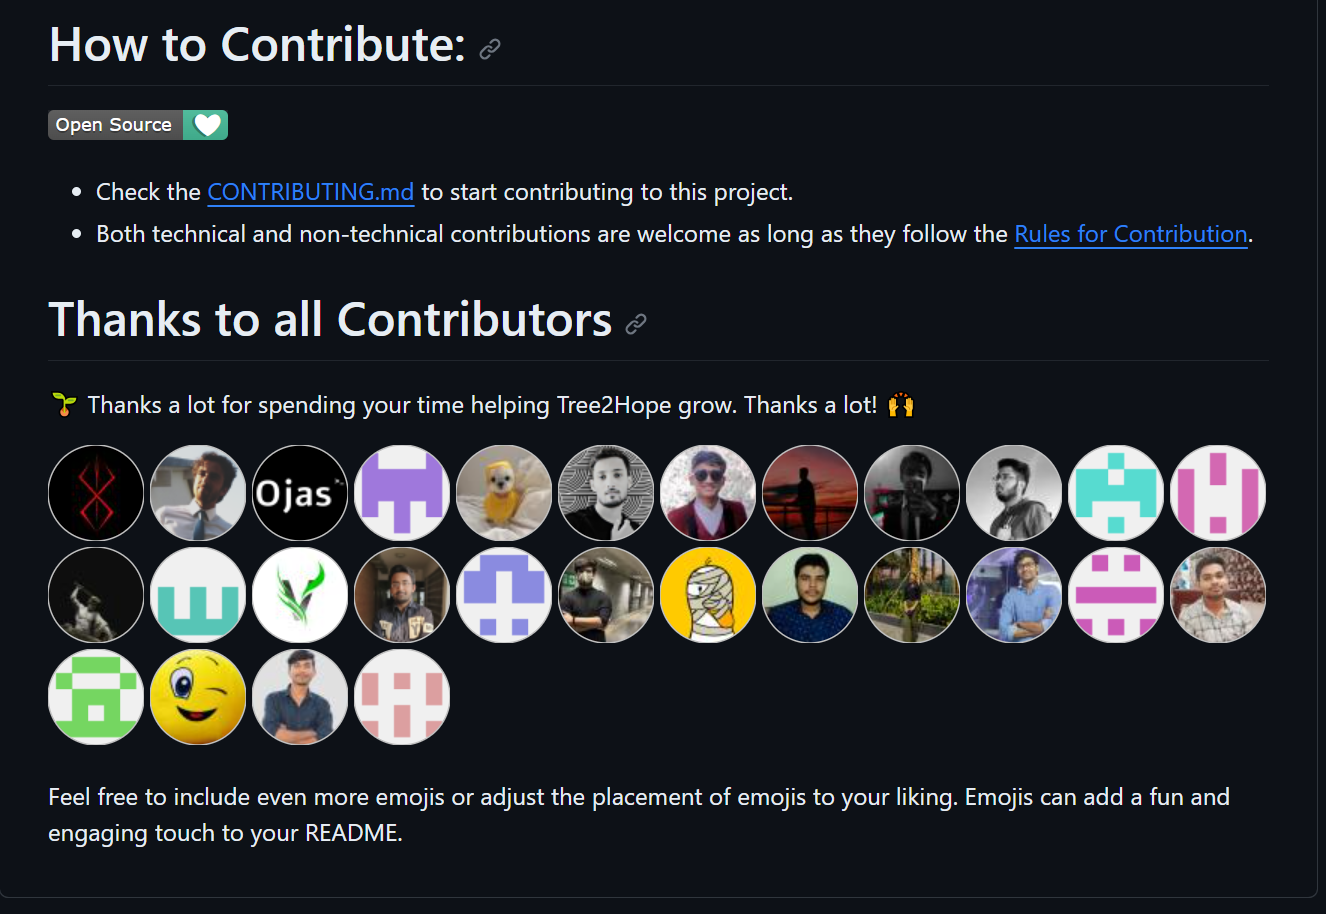 How to Contribute:
Open Source
Check the CONTRIBUTING.md to start contributing to this project.
Both technical and non-technical contributions are welcome as long as they follow the Rules for Contribution.
Thanks to all Contributors
🌱 Thanks a lot for spending your time helping Tree2Hope grow. Thanks a lot! 🙌
Ojas
Feel free to include even more emojis or adjust the placement of emojis to your liking. Emojis can add a fun and
engaging touch to your README.